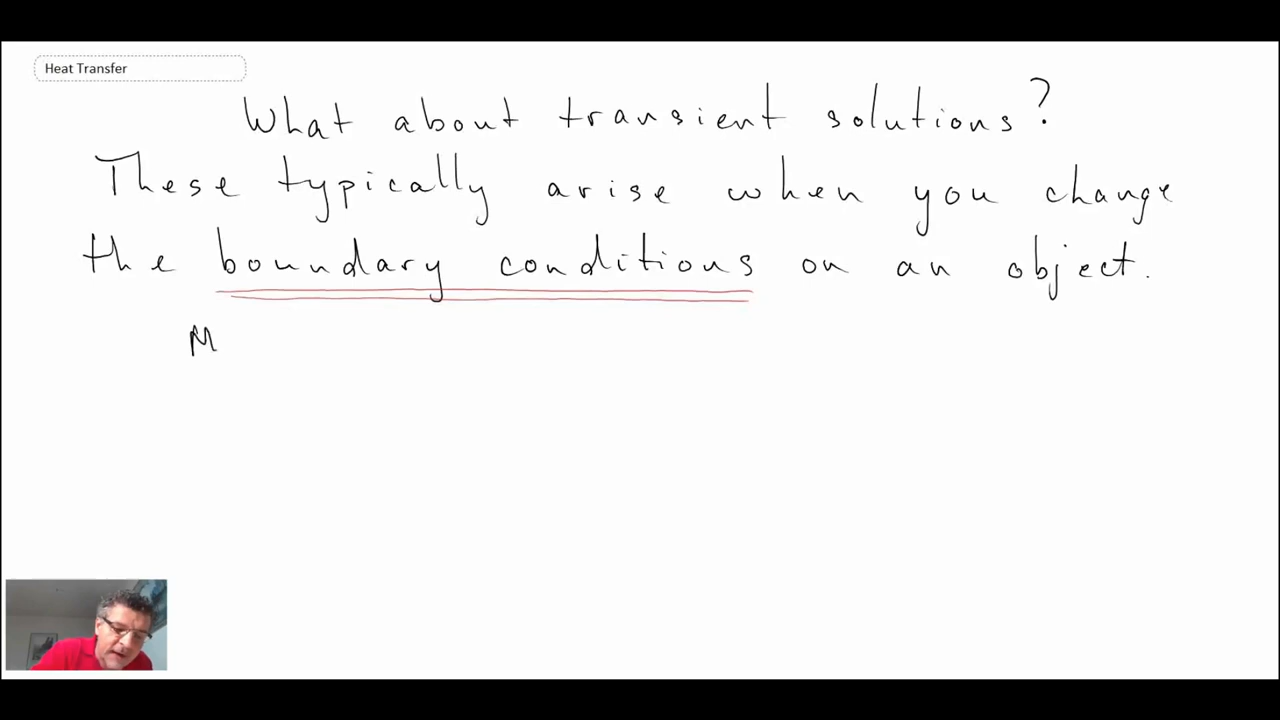 Heat Transfer
What about transient solutions?
These typically arise when you change
the boundary conditions on an object.
M